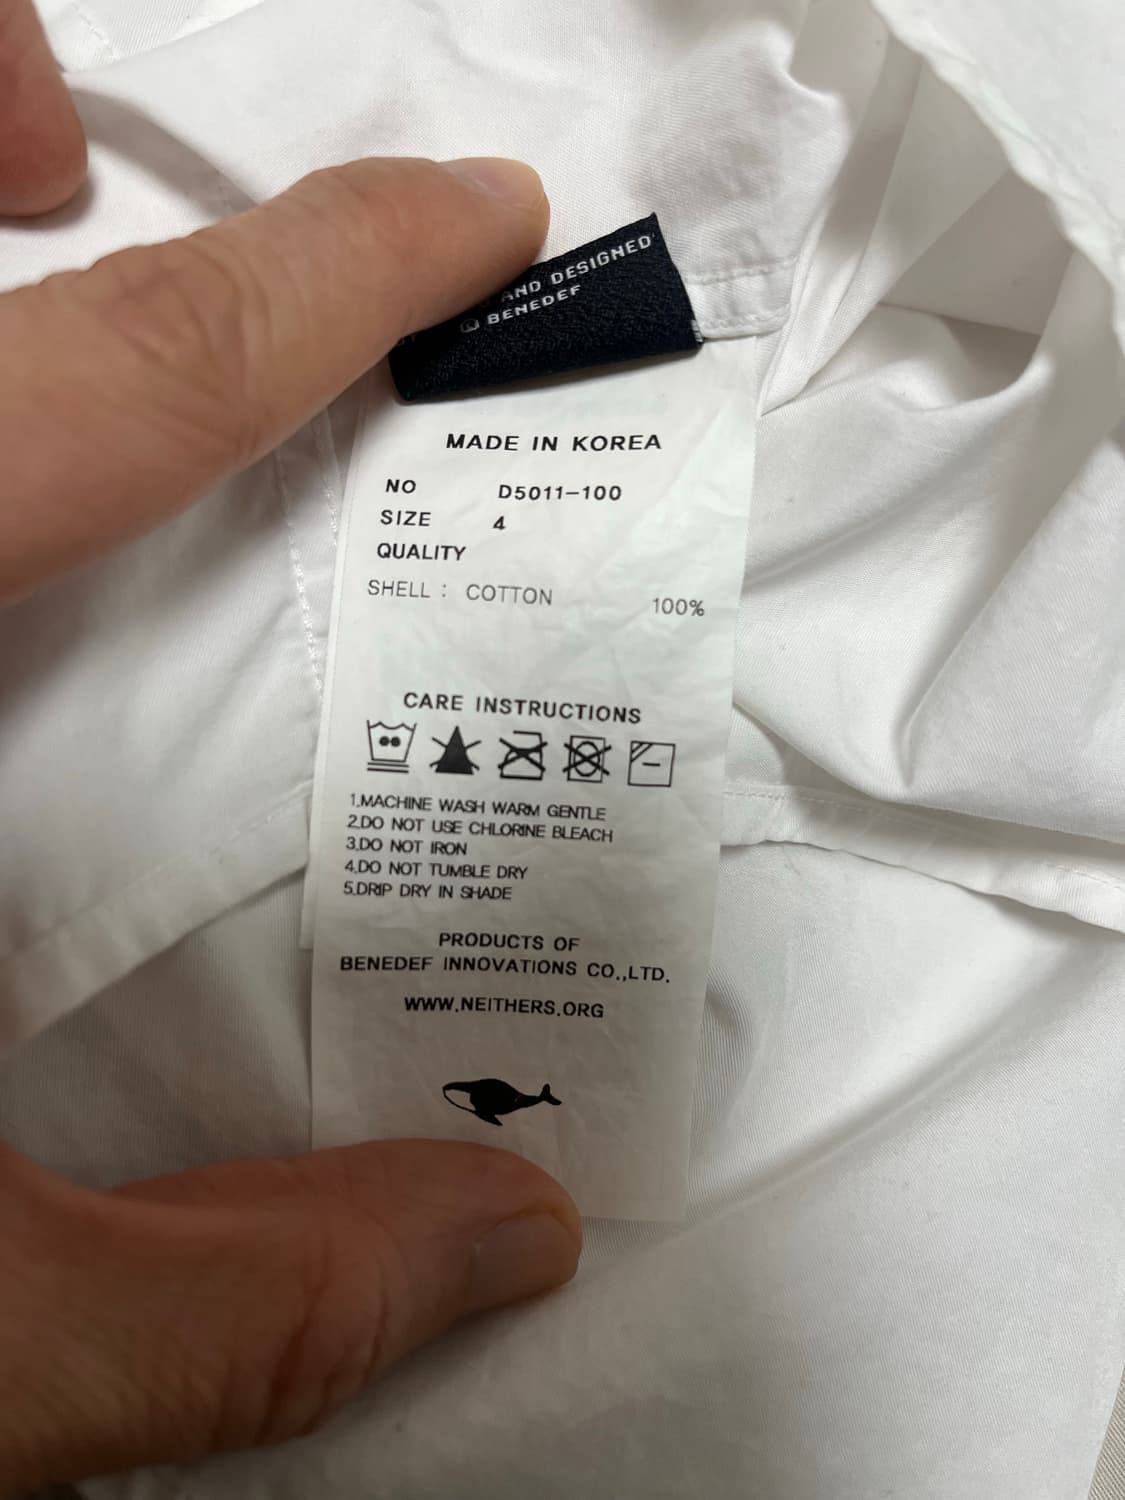 AND DESIGNED
@ BENEDEF
MADE IN KOREA
NO D5011-100
SIZE 4
QUALITY
SHELL : COTTON 100%
CARE INSTRUCTIONS
1.MACHINE WASH WARM GENTLE
2.DO NOT USE CHLORINE BLEACH
3.DO NOT IRON
4.DO NOT TUMBLE DRY
5.DRIP DRY IN SHADE
PRODUCTS OF
BENEDEF INNOVATIONS CO.,LTD.
WWW.NEITHERS.ORG